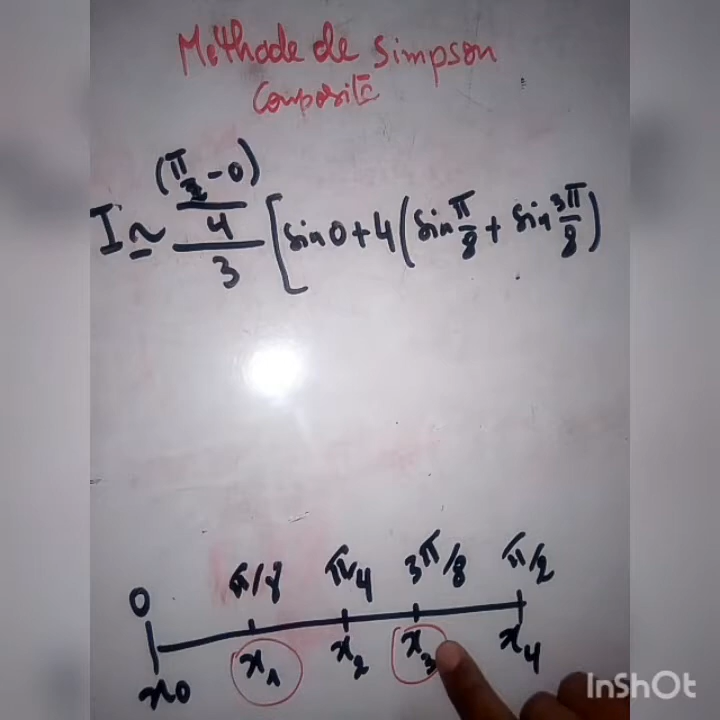 Méthode de Simpson
Composite
I ≃ (((π/2 - 0)/4)/3) [sin 0 + 4(sin π/8 + sin 3π/8)
0 π/8 π/4 3π/8 π/2
x0 x1 x2 x3 x4
InShOt